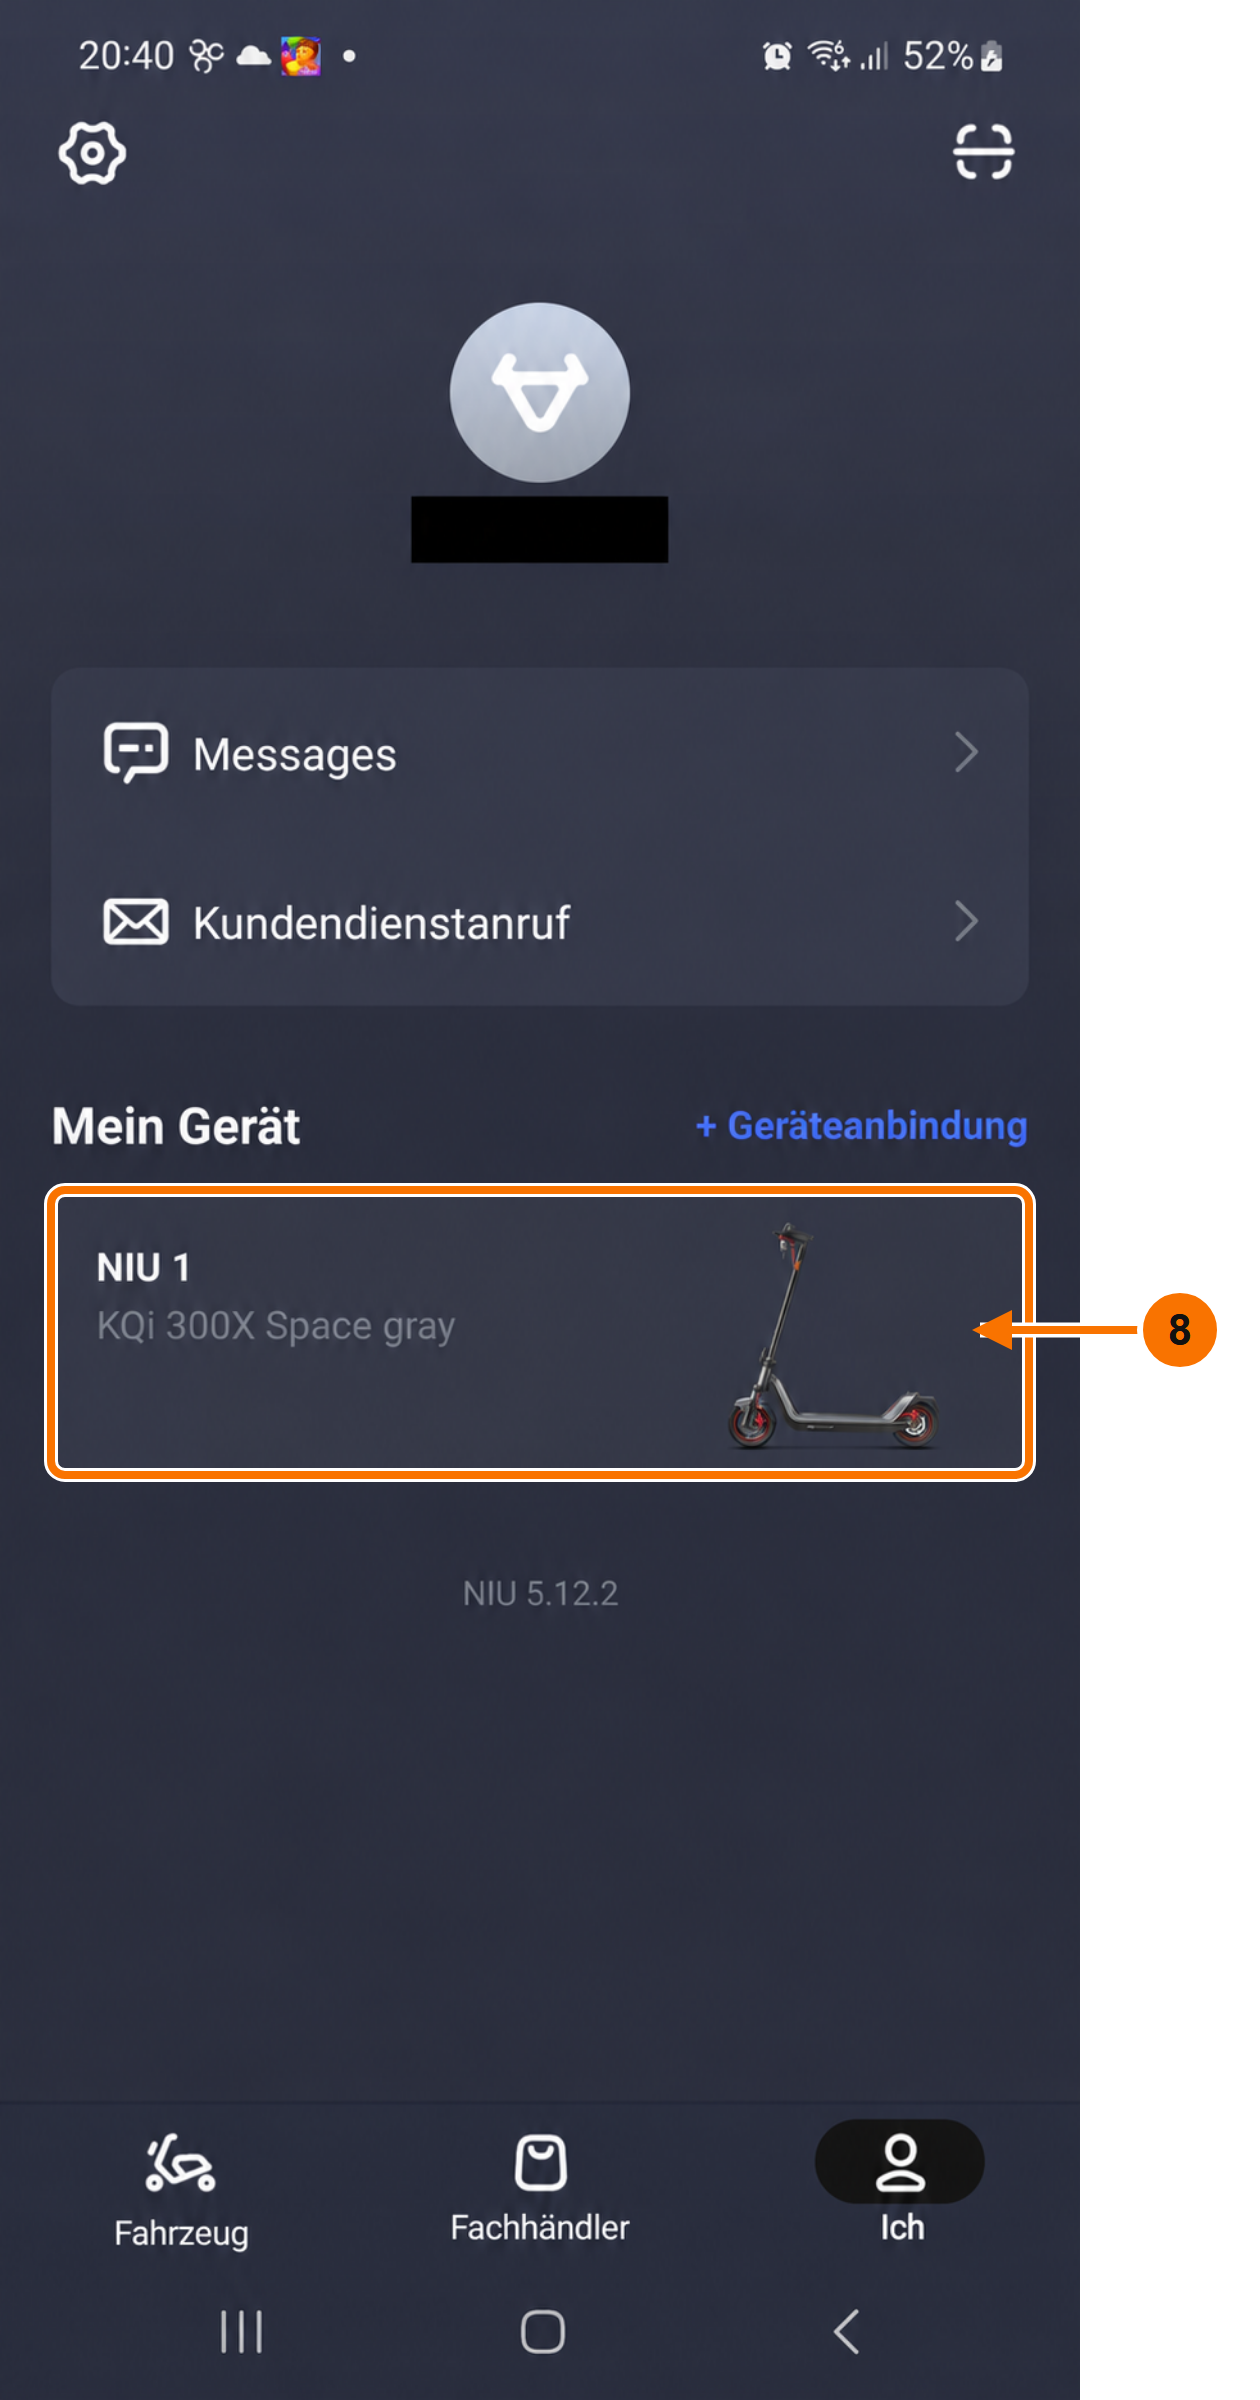 20:40
52%
Messages
Kundendienstanruf
Mein Gerät
+ Geräteanbindung
NIU 1
KQi 300X Space gray
8
NIU 5.12.2
Fahrzeug
Fachhändler
Ich